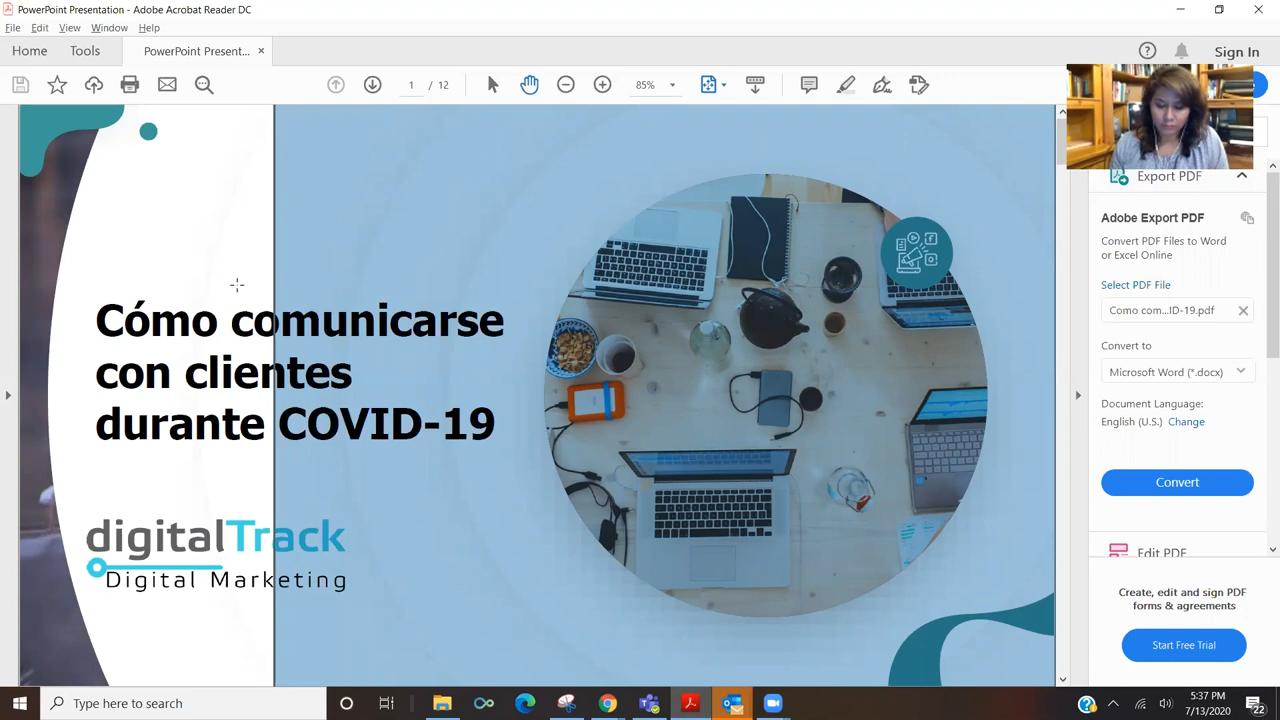 PowerPoint Presentation - Adobe Acrobat Reader DC
File Edit View Window Help
Home Tools PowerPoint Present... × Sign In
1 / 12 85%
Export PDF
Adobe Export PDF
Convert PDF Files to Word
or Excel Online
Select PDF File
Como com...ID-19.pdf
Convert to
Microsoft Word (*.docx)
Document Language:
English (U.S.) Change
Convert
Edit PDF
Create, edit and sign PDF
forms & agreements
Start Free Trial
Cómo comunicarse
con clientes
durante COVID-19
digitalTrack
Digital Marketing
Type here to search
5:37 PM
7/13/2020
22